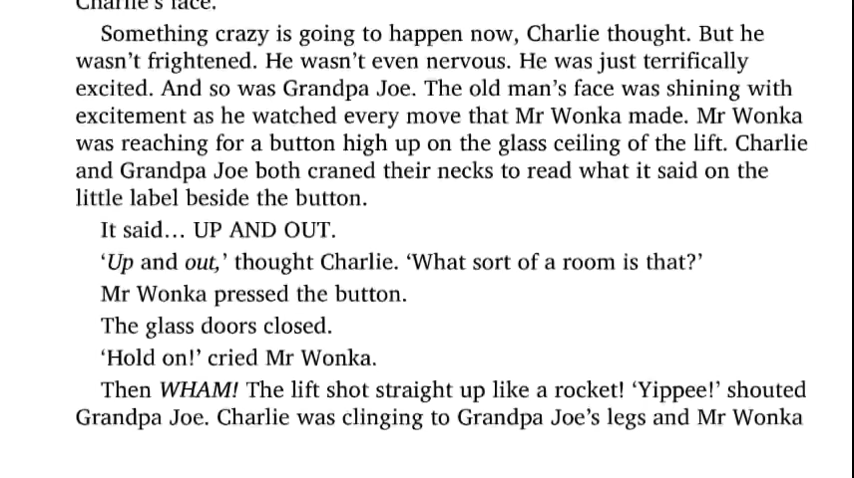 Charlie's face.
Something crazy is going to happen now, Charlie thought. But he
wasn't frightened. He wasn't even nervous. He was just terrifically
excited. And so was Grandpa Joe. The old man's face was shining with
excitement as he watched every move that Mr Wonka made. Mr Wonka
was reaching for a button high up on the glass ceiling of the lift. Charlie
and Grandpa Joe both craned their necks to read what it said on the
little label beside the button.
It said… UP AND OUT.
‘Up and out,’ thought Charlie. ‘What sort of a room is that?’
Mr Wonka pressed the button.
The glass doors closed.
‘Hold on!’ cried Mr Wonka.
Then WHAM! The lift shot straight up like a rocket! ‘Yippee!’ shouted
Grandpa Joe. Charlie was clinging to Grandpa Joe’s legs and Mr Wonka